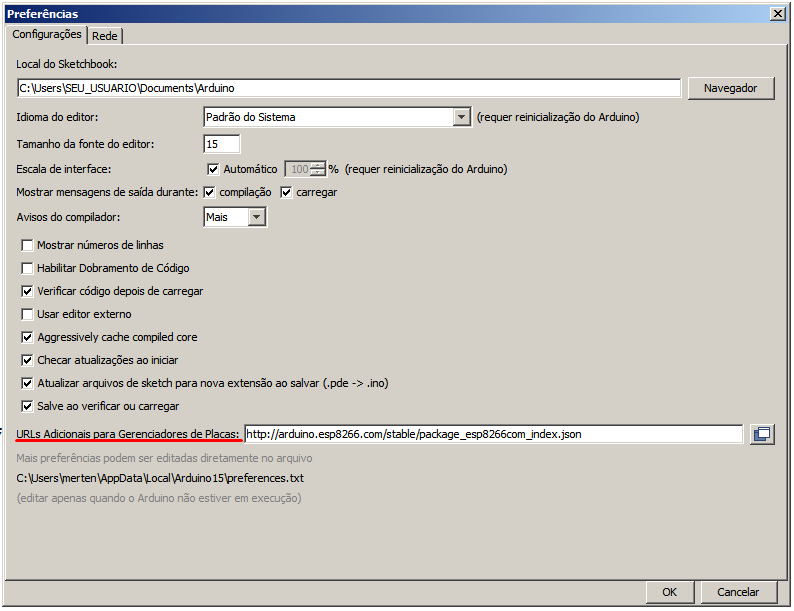 Preferências
Configurações Rede
Local do Sketchbook:
C:\Users\SEU_USUARIO\Documents\Arduino Navegador
Idioma do editor: Padrão do Sistema (requer reinicialização do Arduino)
Tamanho da fonte do editor: 15
Escala de interface: Automático 100 % (requer reinicialização do Arduino)
Mostrar mensagens de saída durante: compilação carregar
Avisos do compilador: Mais
Mostrar números de linhas
Habilitar Dobramento de Código
Verificar código depois de carregar
Usar editor externo
Aggressively cache compiled core
Checar atualizações ao iniciar
Atualizar arquivos de sketch para nova extensão ao salvar (.pde -> .ino)
Salve ao verificar ou carregar
URLs Adicionais para Gerenciadores de Placas: http://arduino.esp8266.com/stable/package_esp8266com_index.json
Mais preferências podem ser editadas diretamente no arquivo
C:\Users\merten\AppData\Local\Arduino15\preferences.txt
(editar apenas quando o Arduino não estiver em execução)
OK Cancelar